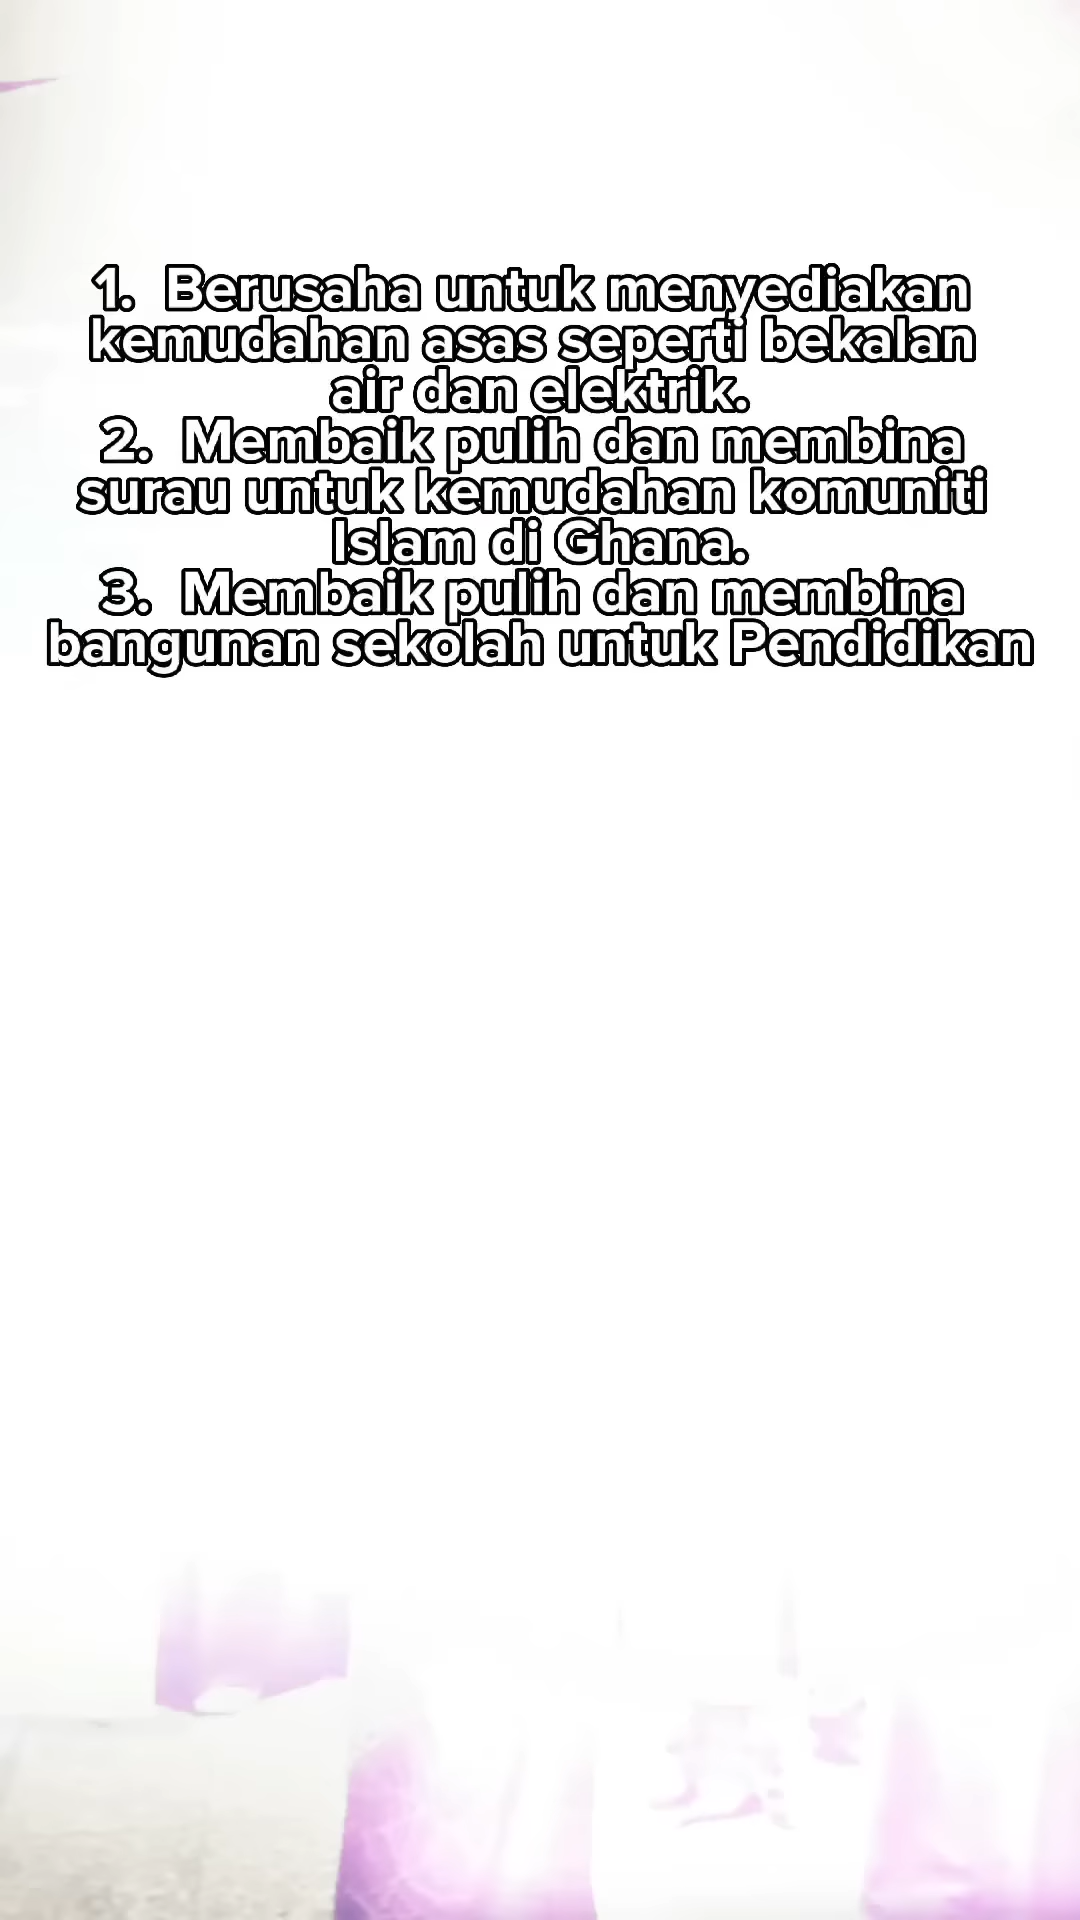 1. Berusaha untuk menyediakan
kemudahan asas seperti bekalan
air dan elektrik.
2. Membaik pulih dan membina
surau untuk kemudahan komuniti
Islam di Ghana.
3. Membaik pulih dan membina
bangunan sekolah untuk Pendidikan